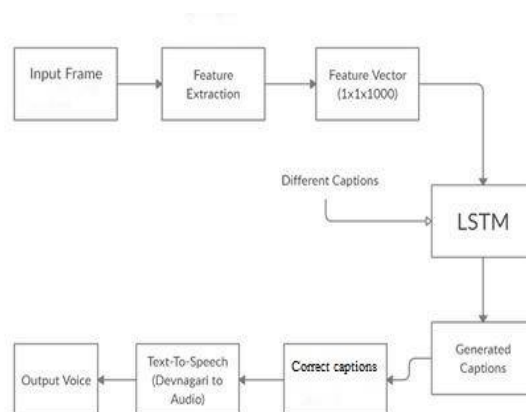 Input Frame
Feature
Extraction
Feature Vector
(1x1x1000)
Different Captions
LSTM
Generated
Captions
Correct captions
Text-To-Speech
(Devnagari to
Audio)
Output Voice